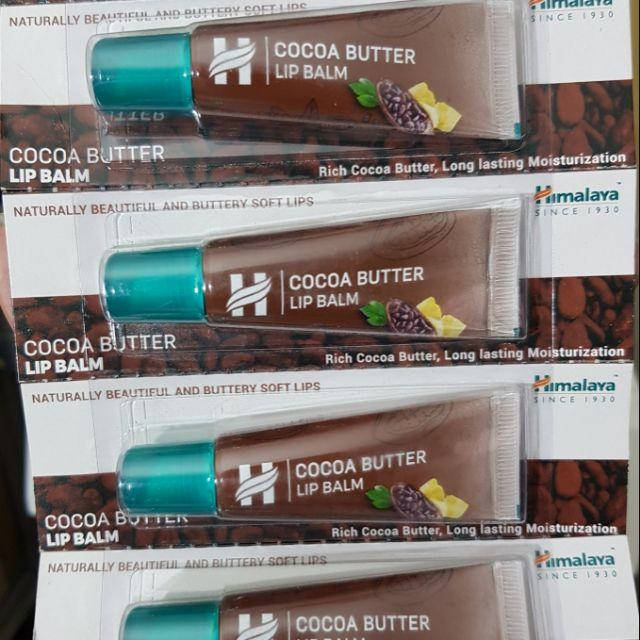 NATURALLY BEAUTIFUL AND BUTTERY SOFT LIPS
Himalaya
SINCE 1930
H
COCOA BUTTER
LIP BALM
COCOA BUTTER
LIP BALM
Rich Cocoa Butter, Long lasting Moisturization
NATURALLY BEAUTIFUL AND BUTTERY SOFT LIPS
Himalaya
SINCE 1930
H
COCOA BUTTER
LIP BALM
COCOA BUTTER
LIP BALM
Rich Cocoa Butter, Long lasting Moisturization
NATURALLY BEAUTIFUL AND BUTTERY SOFT LIPS
Himalaya
SINCE 1930
H
COCOA BUTTER
LIP BALM
COCOA BUTTER
LIP BALM
Rich Cocoa Butter, Long lasting Moisturization
NATURALLY BEAUTIFUL AND BUTTERY SOFT LIPS
Himalaya
SINCE 1930
H
COCOA BUTTER
LIP BALM